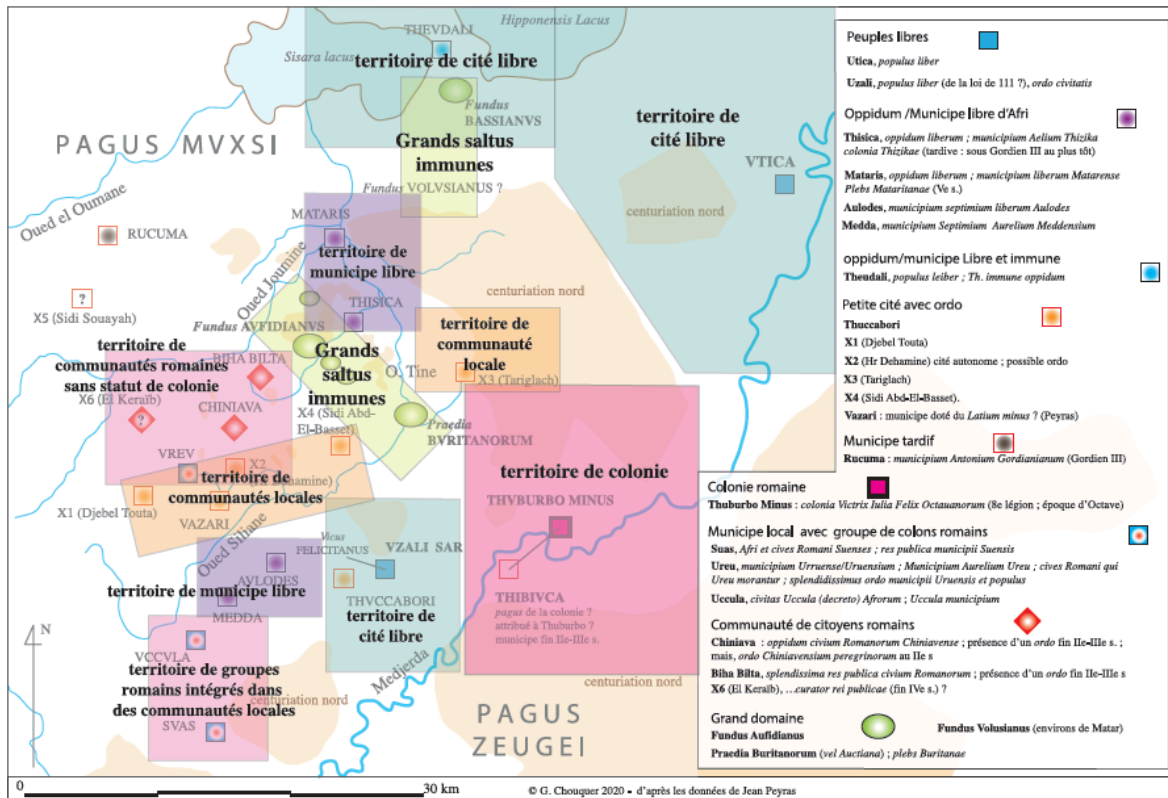 Hipponensis Lacus
THEVDALI
Sisara lacus
territoire de cité libre
Fundus
BASSIANVS
Grands saltus
immunes
territoire de
cité libre
PAGUS MVXSI
VTICA
Fundus VOLVSIANUS ?
centuriation nord
Oued el Oumane
MATARIS
RUCUMA
territoire de
municipe libre
Oued Joumine
?
X5 (Sidi Souayah)
centuriation nord
THISICA
Fundus AVFIDIANVS
territoire de
communauté
locale
territoire de
communautés romaines
sans statut de colonie
Grands
saltus
immunes
BIHA BILTA
O. Tine
X3 (Tariglach)
X6 (El Keraïb)
?
CHINIAVA
X4 (Sidi Abd-
El-Basset)
Praedia
BVRITANORUM
VREV
X2
(Hr Dehamine)
territoire de
communautés locales
territoire de colonie
X1 (Djebel Touta)
VAZARI
THVBURBO MINUS
Oued Siliane
Vicus
FELICITIANUS
VZALI SAR
AVLODES
territoire de municipe libre
MEDDA
THVCCABORI
territoire de
cité libre
THIBIVCA
pagus de la colonie ?
attribué à Thuburbo ?
municipe fin IIe-IIIe s.
N
VCCVLA
territoire de groupes
romains intégrés dans
des communautés locales
Medjerda
centuriation nord
centuriation nord
SVAS
PAGUS
ZEUGEI
0
30 km
© G. Chouquer 2020 - d'après les données de Jean Peyras
Peuples libres
Utica, populus liber
Uzali, populus liber (de la loi de 111 ?), ordo civitatis
Oppidum /Municipe libre d'Afri
Thisica, oppidum liberum ; municipium Aelium Thizika
colonia Thizikae (tardive : sous Gordien III au plus tôt)
Mataris, oppidum liberum ; municipium liberum Matarense
Plebs Mataritanae (Ve s.)
Aulodes, municipium septimium liberum Aulodes
Medda, municipium Septimium Aurelium Meddensium
oppidum/municipe Libre et immune
Theudali, populus leiber ; Th. immune oppidum
Petite cité avec ordo
Thuccabori
X1 (Djebel Touta)
X2 (Hr Dehamine) cité autonome ; possible ordo
X3 (Tariglach)
X4 (Sidi Abd-El-Basset).
Vazari : municipe doté du Latium minus ? (Peyras)
Municipe tardif
Rucuma, municipium Antonium Gordianianum (Gordien III)
Colonie romaine
Thuburbo Minus : colonia Victrix Iulia Felix Octauanorum (8e légion ; époque d'Octave)
Municipe local avec groupe de colons romains
Suas, Afri et cives Romani Suenses ; res publica municipii Suensis
Ureu, municipium Urruense/Uruensium ; Municipium Aurelium Ureu ; cives Romani qui
Ureu morantur ; splendidissimus ordo municipii Uruensis et populus
Uccula, civitas Uccula (decreto) Afrorum ; Uccula municipium
Communauté de citoyens romains
Chiniava : oppidum civium Romanorum Chiniavense ; présence d'un ordo fin IIe-IIIe s. ;
mais, ordo Chiniavensium peregrinorum au IIe s
Biha Bilta, splendissima res publica civium Romanorum ; présence d'un ordo fin IIe-IIIe s
X6 (El Keraïb), ...curator rei publicae (fin IVe s.) ?
Grand domaine
Fundus Aufidianus
Fundus Volusianus (environs de Matar)
Praedia Buritanorum (vel Auctiana) ; plebs Buritanae